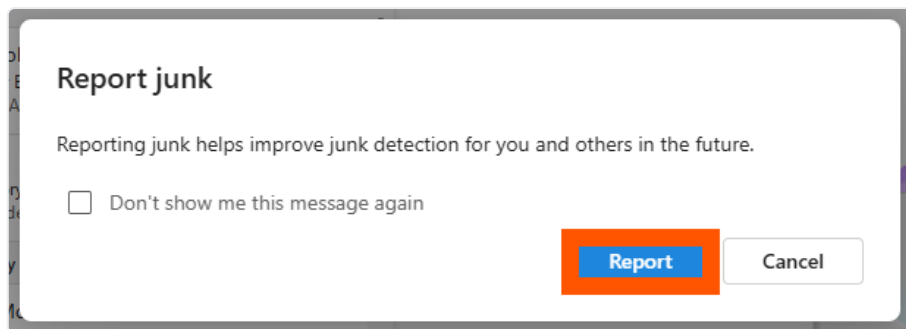 Report junk
Reporting junk helps improve junk detection for you and others in the future.
Don't show me this message again
Report Cancel